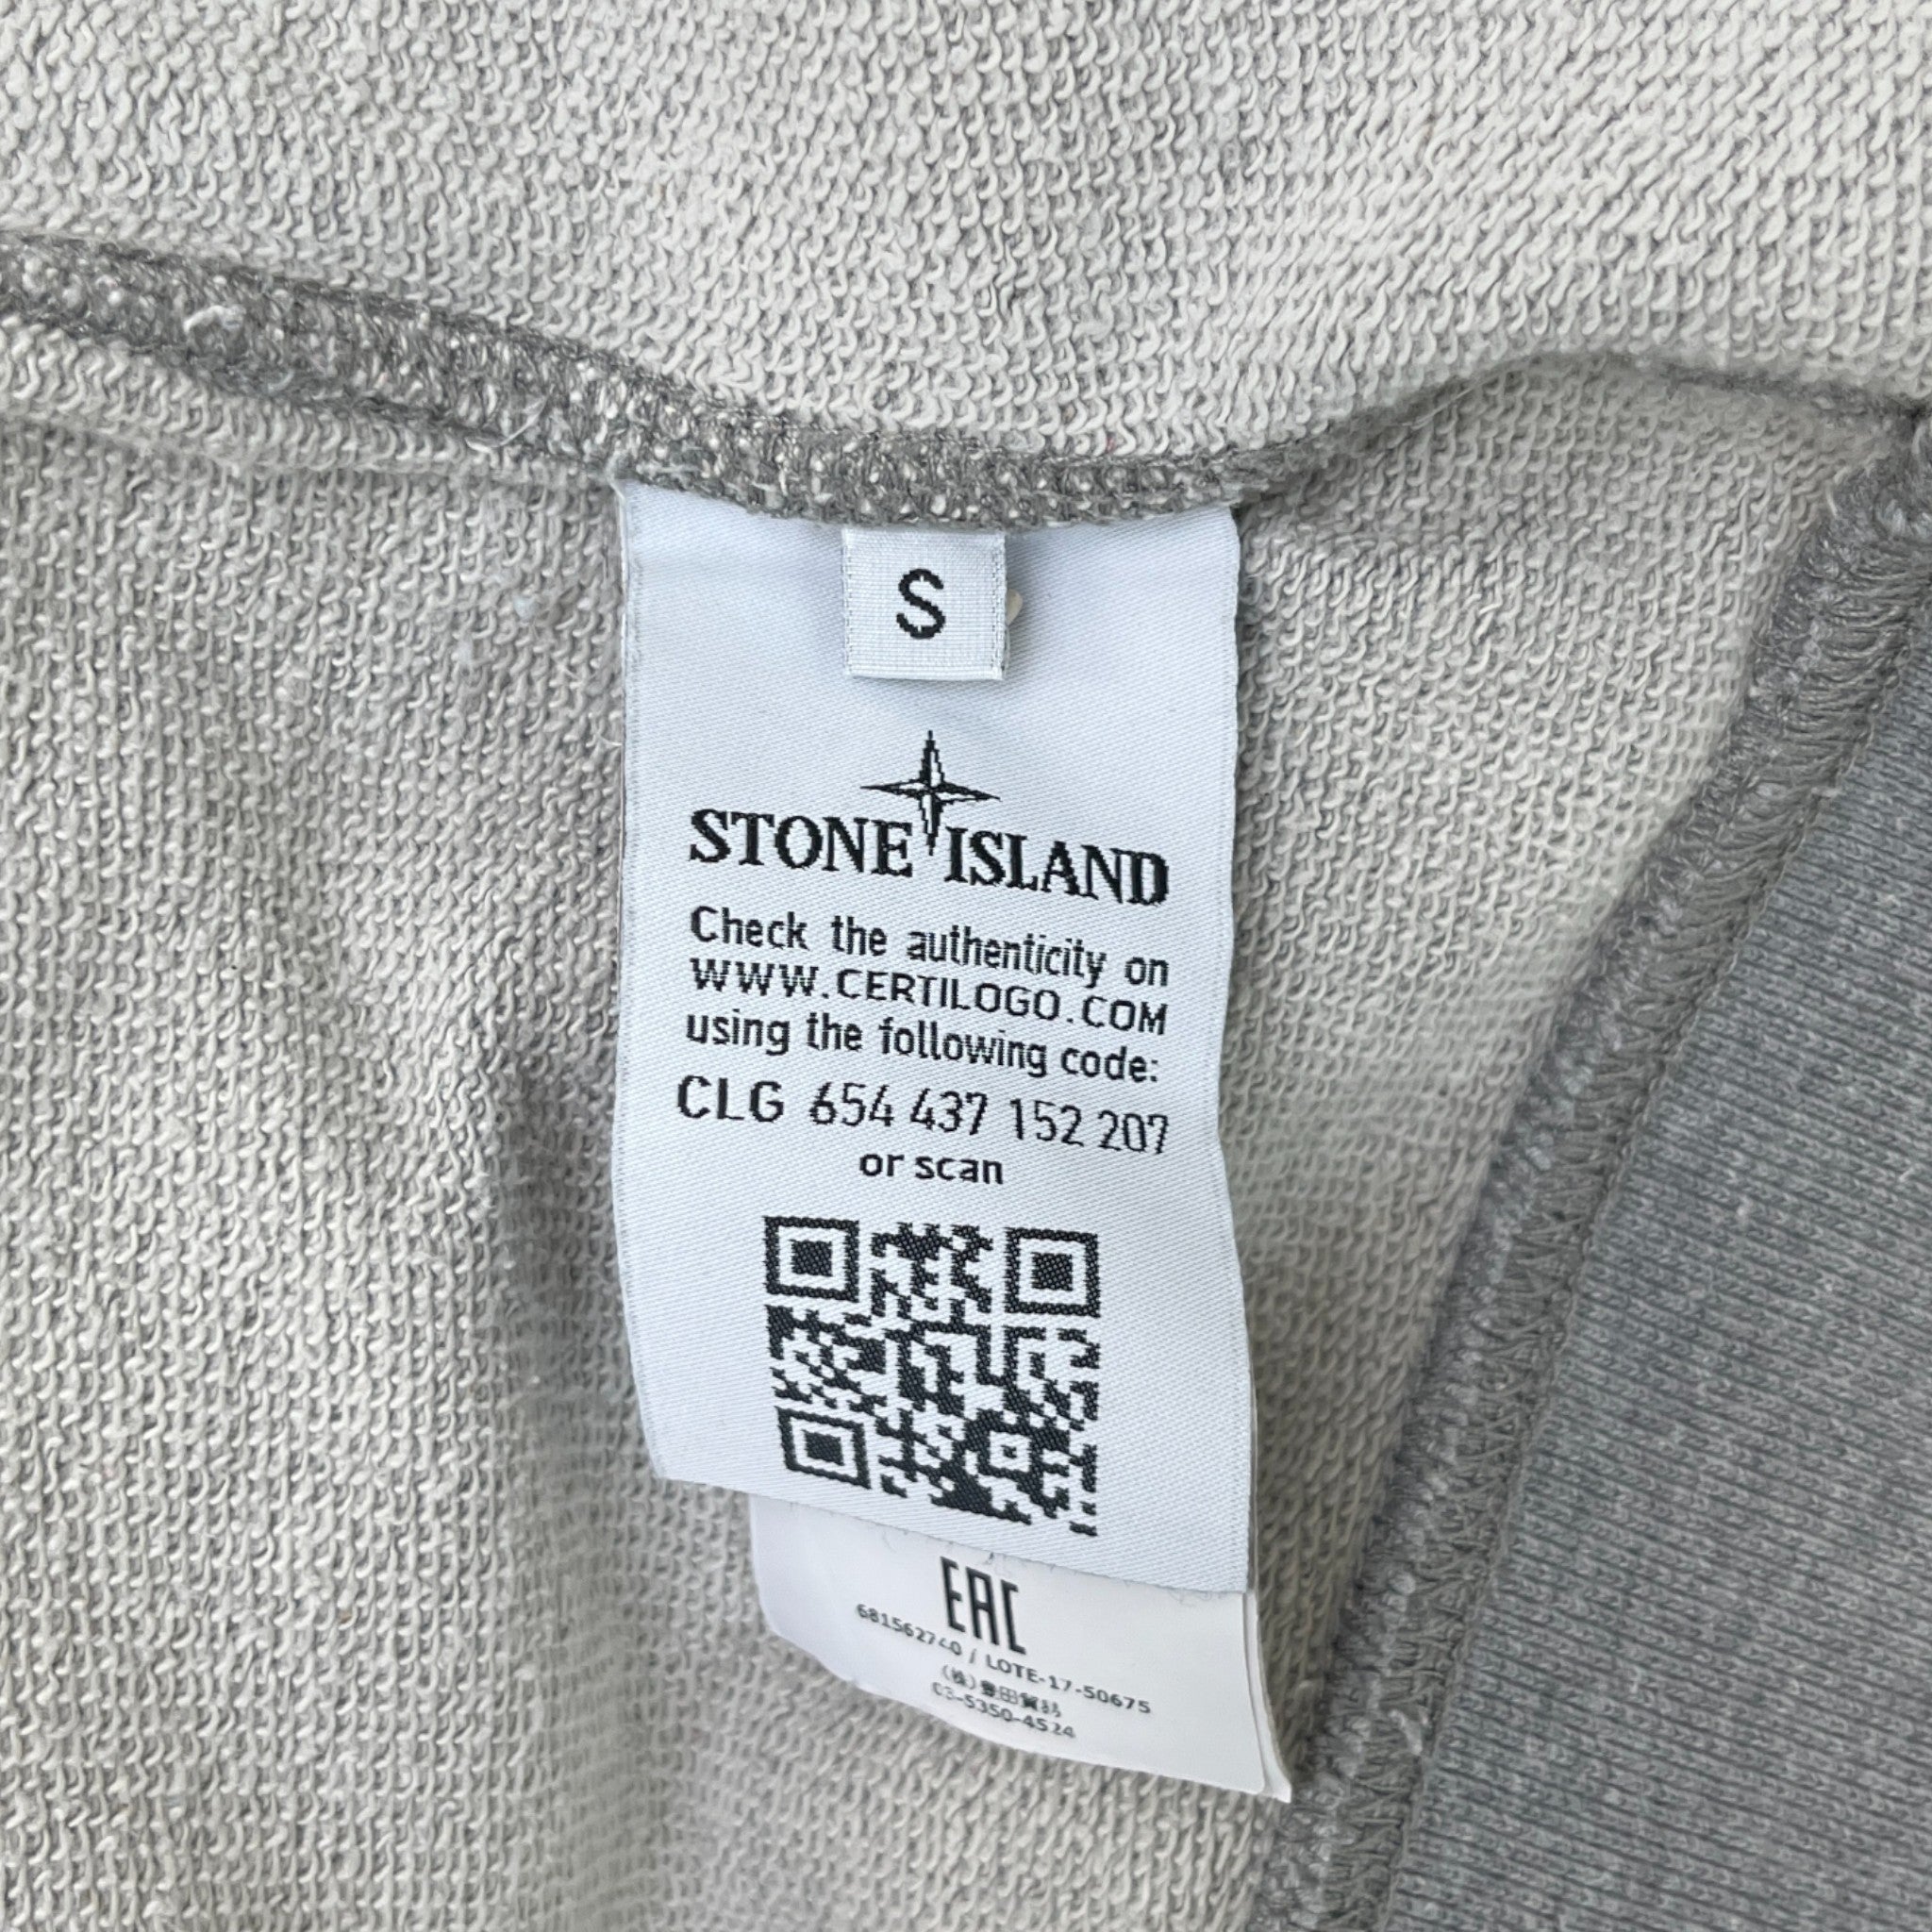 S
STONE ISLAND
Check the authenticity on
WWW.CERTILOGO.COM
using the following code:
CLG 654 437 152 207
or scan
EAC
681562740 / LOTE-17-50675
(株)豊田貿易
03-5350-4524